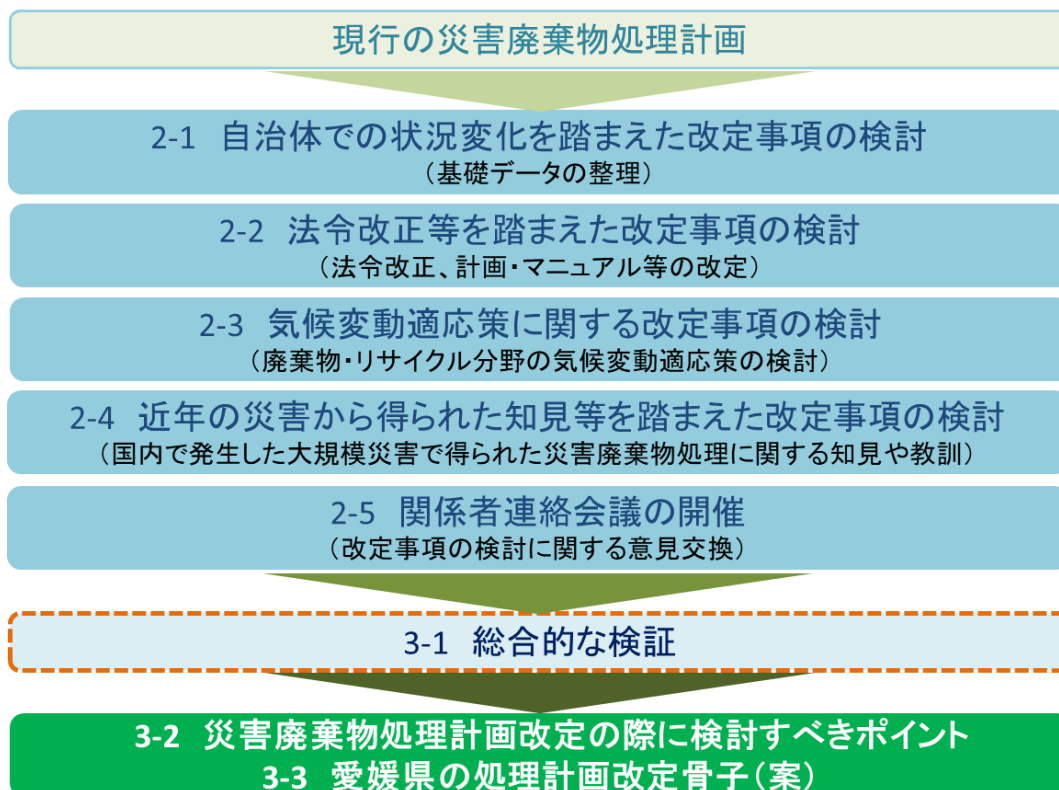 現行の災害廃棄物処理計画
2-1 自治体での状況変化を踏まえた改定事項の検討
（基礎データの整理）
2-2 法令改正等を踏まえた改定事項の検討
（法令改正、計画・マニュアル等の改定）
2-3 気候変動適応策に関する改定事項の検討
（廃棄物・リサイクル分野の気候変動適応策の検討）
2-4 近年の災害から得られた知見等を踏まえた改定事項の検討
（国内で発生した大規模災害で得られた災害廃棄物処理に関する知見や教訓）
2-5 関係者連絡会議の開催
（改定事項の検討に関する意見交換）
3-1 総合的な検証
3-2 災害廃棄物処理計画改定の際に検討すべきポイント
3-3 愛媛県の処理計画改定骨子（案）